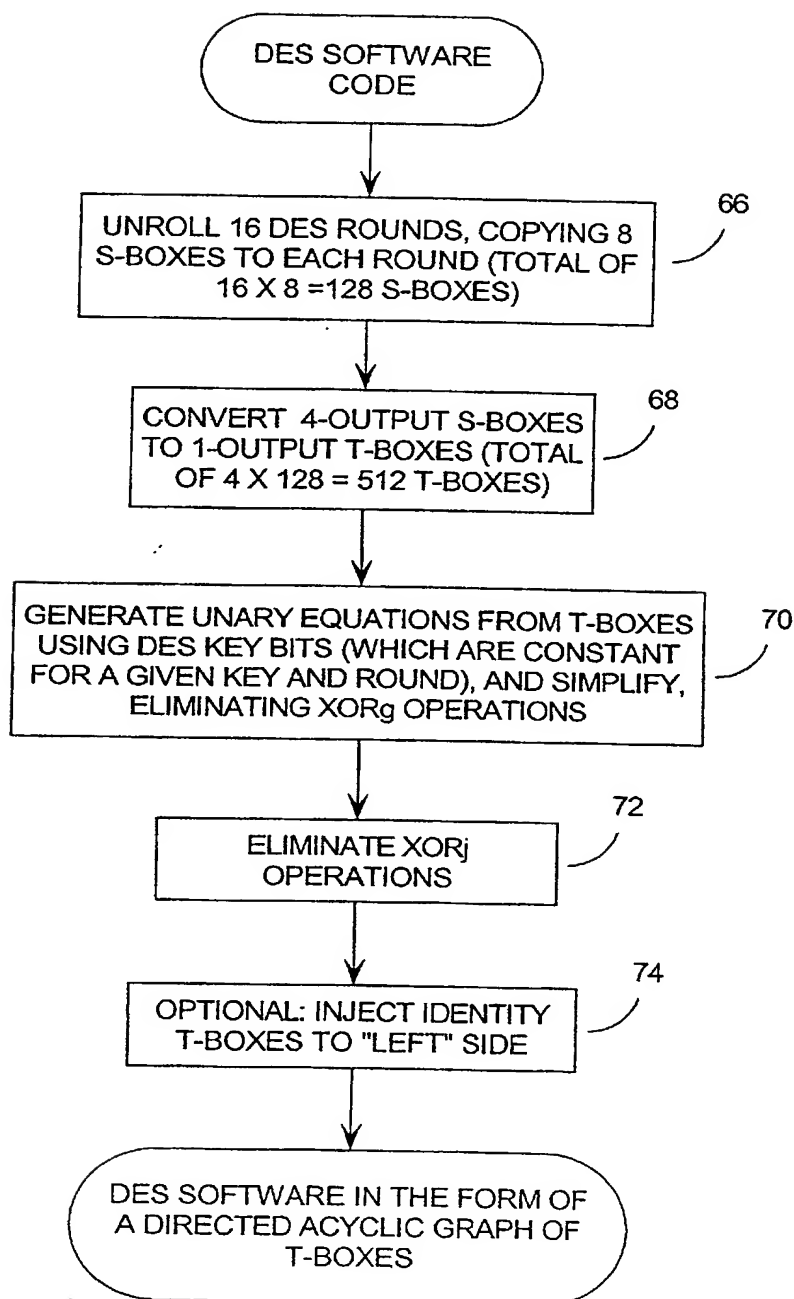 DES SOFTWARE
CODE
UNROLL 16 DES ROUNDS, COPYING 8
S-BOXES TO EACH ROUND (TOTAL OF
16 X 8 =128 S-BOXES)
66
CONVERT 4-OUTPUT S-BOXES
TO 1-OUTPUT T-BOXES (TOTAL
OF 4 X 128 = 512 T-BOXES)
68
GENERATE UNARY EQUATIONS FROM T-BOXES
USING DES KEY BITS (WHICH ARE CONSTANT
FOR A GIVEN KEY AND ROUND), AND SIMPLIFY,
ELIMINATING XORg OPERATIONS
70
ELIMINATE XORj
OPERATIONS
72
OPTIONAL: INJECT IDENTITY
T-BOXES TO "LEFT" SIDE
74
DES SOFTWARE IN THE FORM OF
A DIRECTED ACYCLIC GRAPH OF
T-BOXES